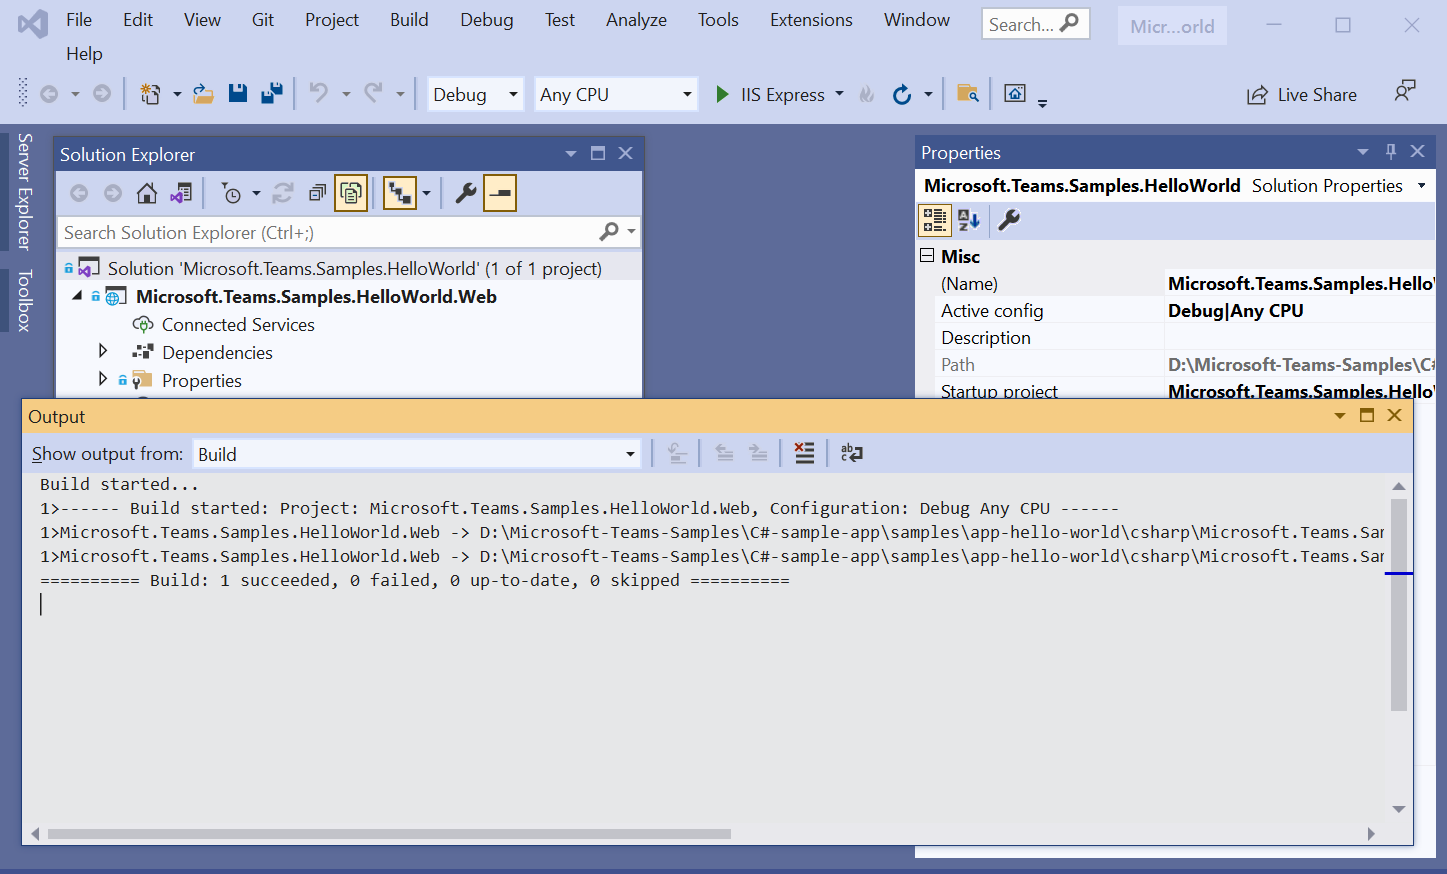 File Edit View Git Project Build Debug Test Analyze Tools Extensions Window Search... Micr...orld
Help
Debug Any CPU IIS Express Live Share
Server Explorer
Toolbox
Solution Explorer
Search Solution Explorer (Ctrl+;)
Solution 'Microsoft.Teams.Samples.HelloWorld' (1 of 1 project)
Microsoft.Teams.Samples.HelloWorld.Web
Connected Services
Dependencies
Properties
Properties
Microsoft.Teams.Samples.HelloWorld Solution Properties
Misc
(Name) Microsoft.Teams.Samples.Hello
Active config Debug|Any CPU
Description
Path D:\Microsoft-Teams-Samples\C#
Startup project Microsoft.Teams.Samples.Hello
Output
Show output from: Build
Build started...
1>------ Build started: Project: Microsoft.Teams.Samples.HelloWorld.Web, Configuration: Debug Any CPU ------
1>Microsoft.Teams.Samples.HelloWorld.Web -> D:\Microsoft-Teams-Samples\C#-sample-app\samples\app-hello-world\csharp\Microsoft.Teams.Sam
1>Microsoft.Teams.Samples.HelloWorld.Web -> D:\Microsoft-Teams-Samples\C#-sample-app\samples\app-hello-world\csharp\Microsoft.Teams.Sam
========== Build: 1 succeeded, 0 failed, 0 up-to-date, 0 skipped ==========